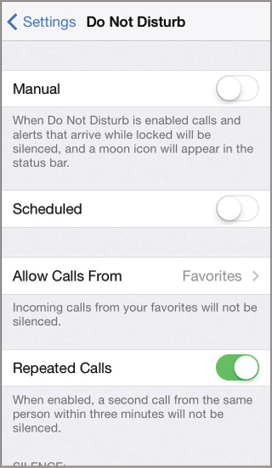 Settings Do Not Disturb
Manual
When Do Not Disturb is enabled calls and
alerts that arrive while locked will be
silenced, and a moon icon will appear in the
status bar.
Scheduled
Allow Calls From Favorites
Incoming calls from your favorites will not be
silenced.
Repeated Calls
When enabled, a second call from the same
person within three minutes will not be
silenced.
SILENCE: